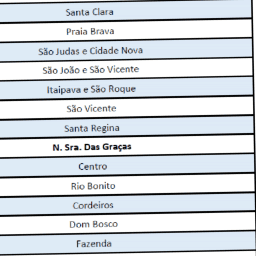 Santa Clara
Praia Brava
São Judas e Cidade Nova
São João e São Vicente
Itaipava e São Roque
São Vicente
Santa Regina
N. Sra. Das Graças
Centro
Rio Bonito
Cordeiros
Dom Bosco
Fazenda